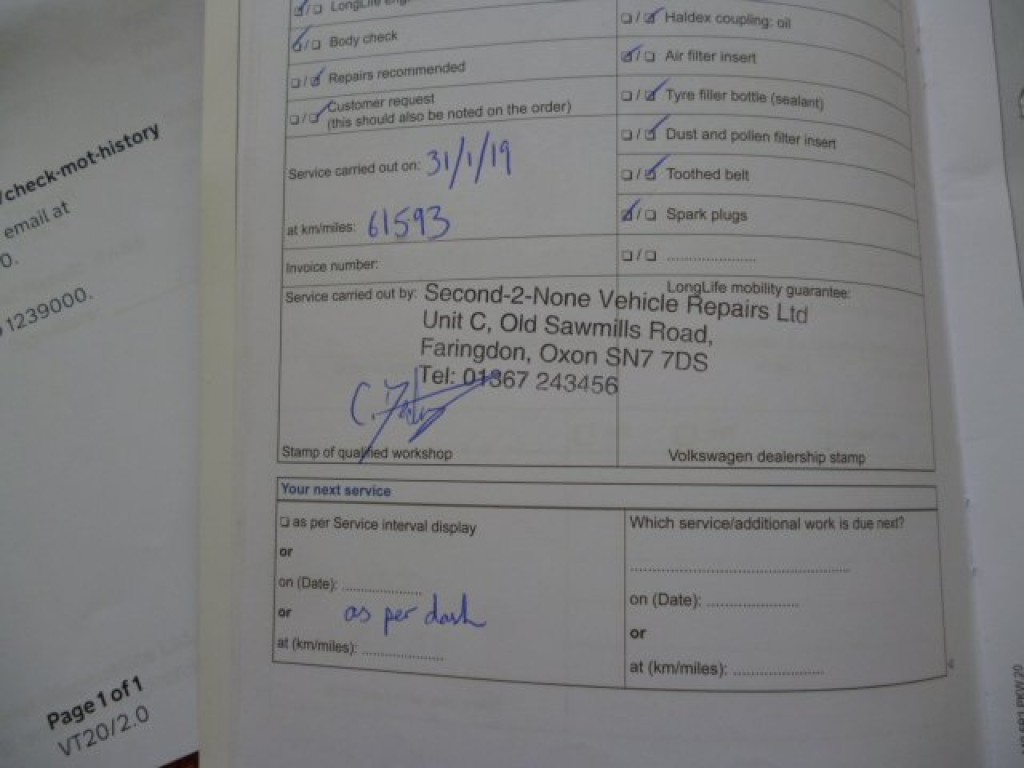 /check-mot-history
email at
0.
1239000.
Page 1 of 1
VT20/2.0
LongLife
Body check
Repairs recommended
Customer request
(this should also be noted on the order)
Service carried out on: 31/1/19
at km/miles: 61593
Invoice number:
Haldex coupling: oil
Air filter insert
Tyre filler bottle (sealant)
Dust and pollen filter insert
Toothed belt
Spark plugs
....................
Service carried out by:
LongLife mobility guarantee:
Second-2-None Vehicle Repairs Ltd
Unit C, Old Sawmills Road,
Faringdon, Oxon SN7 7DS
Tel: 01367 243456
Stamp of qualified workshop
Volkswagen dealership stamp
Your next service
as per Service interval display
or
on (Date): ..................
or as per dash
at (km/miles): ..................
Which service/additional work is due next?
................................................
on (Date): ....................
or
at (km/miles): ....................